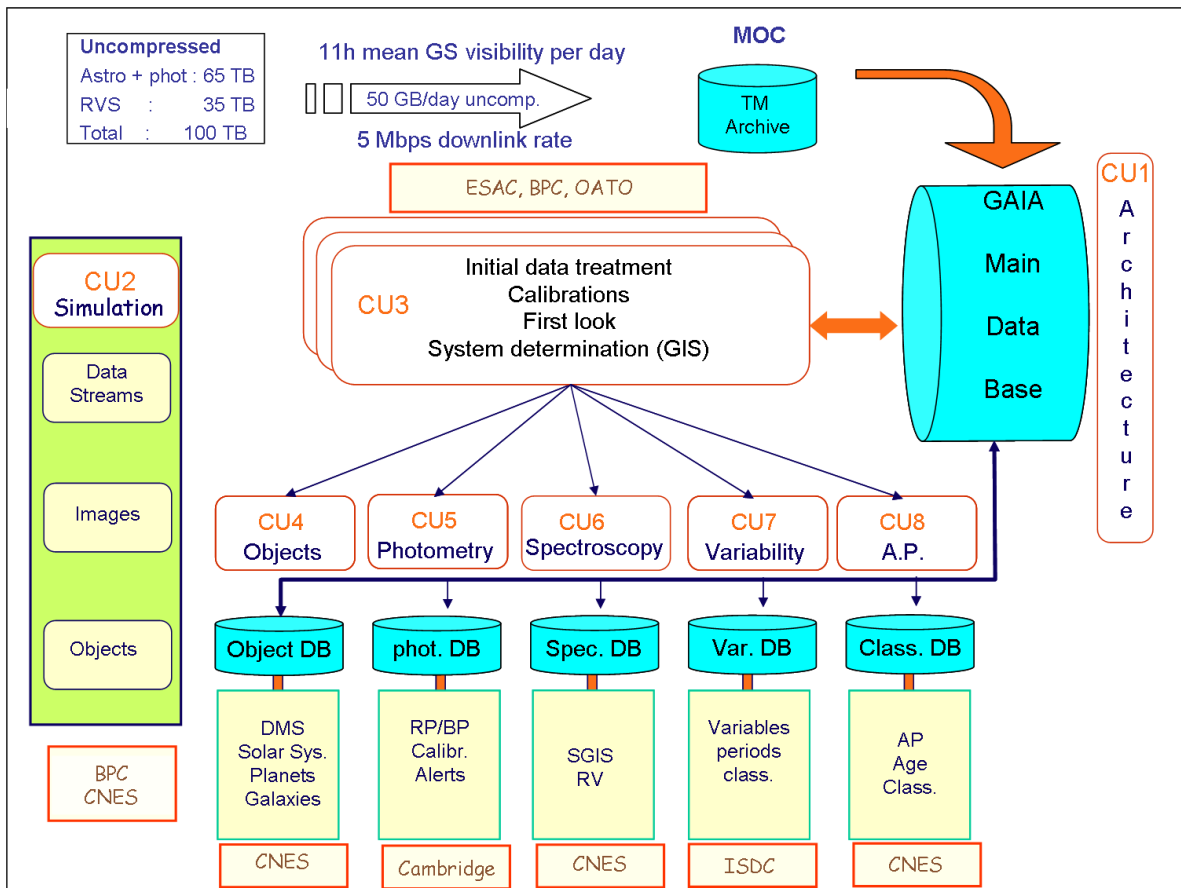 Uncompressed
Astro + phot : 65 TB
RVS : 35 TB
Total : 100 TB
11h mean GS visibility per day
50 GB/day uncomp.
5 Mbps downlink rate
MOC
TM
Archive
ESAC, BPC, OATO
CU3
Initial data treatment
Calibrations
First look
System determination (GIS)
GAIA
Main
Data
Base
CU1
Architecture
CU2
Simulation
Data
Streams
Images
Objects
BPC
CNES
CU4
Objects
CU5
Photometry
CU6
Spectroscopy
CU7
Variability
CU8
A.P.
Object DB
phot. DB
Spec. DB
Var. DB
Class. DB
DMS
Solar Sys.
Planets
Galaxies
RP/BP
Calibr.
Alerts
SGIS
RV
Variables
periods
class.
AP
Age
Class.
CNES
Cambridge
CNES
ISDC
CNES